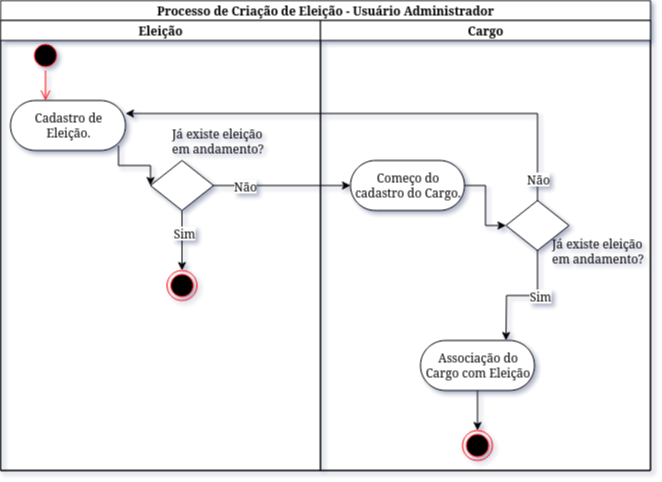 Processo de Criação de Eleição - Usuário Administrador
Eleição
Cargo
Cadastro de
Eleição.
Já existe eleição
em andamento?
Não
Sim
Começo do
cadastro do Cargo.
Não
Já existe eleição
em andamento?
Sim
Associação do
Cargo com Eleição